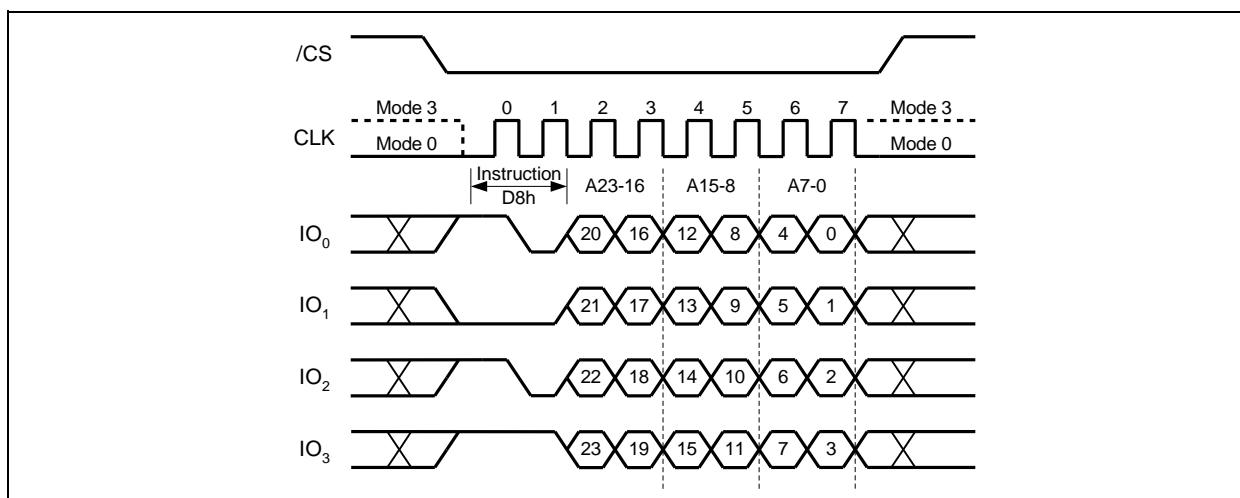 /CS
Mode 3 0 1 2 3 4 5 6 7 Mode 3
CLK
Mode 0 Mode 0
Instruction
D8h
A23-16 A15-8 A7-0
IO0 20 16 12 8 4 0
IO1 21 17 13 9 5 1
IO2 22 18 14 10 6 2
IO3 23 19 15 11 7 3